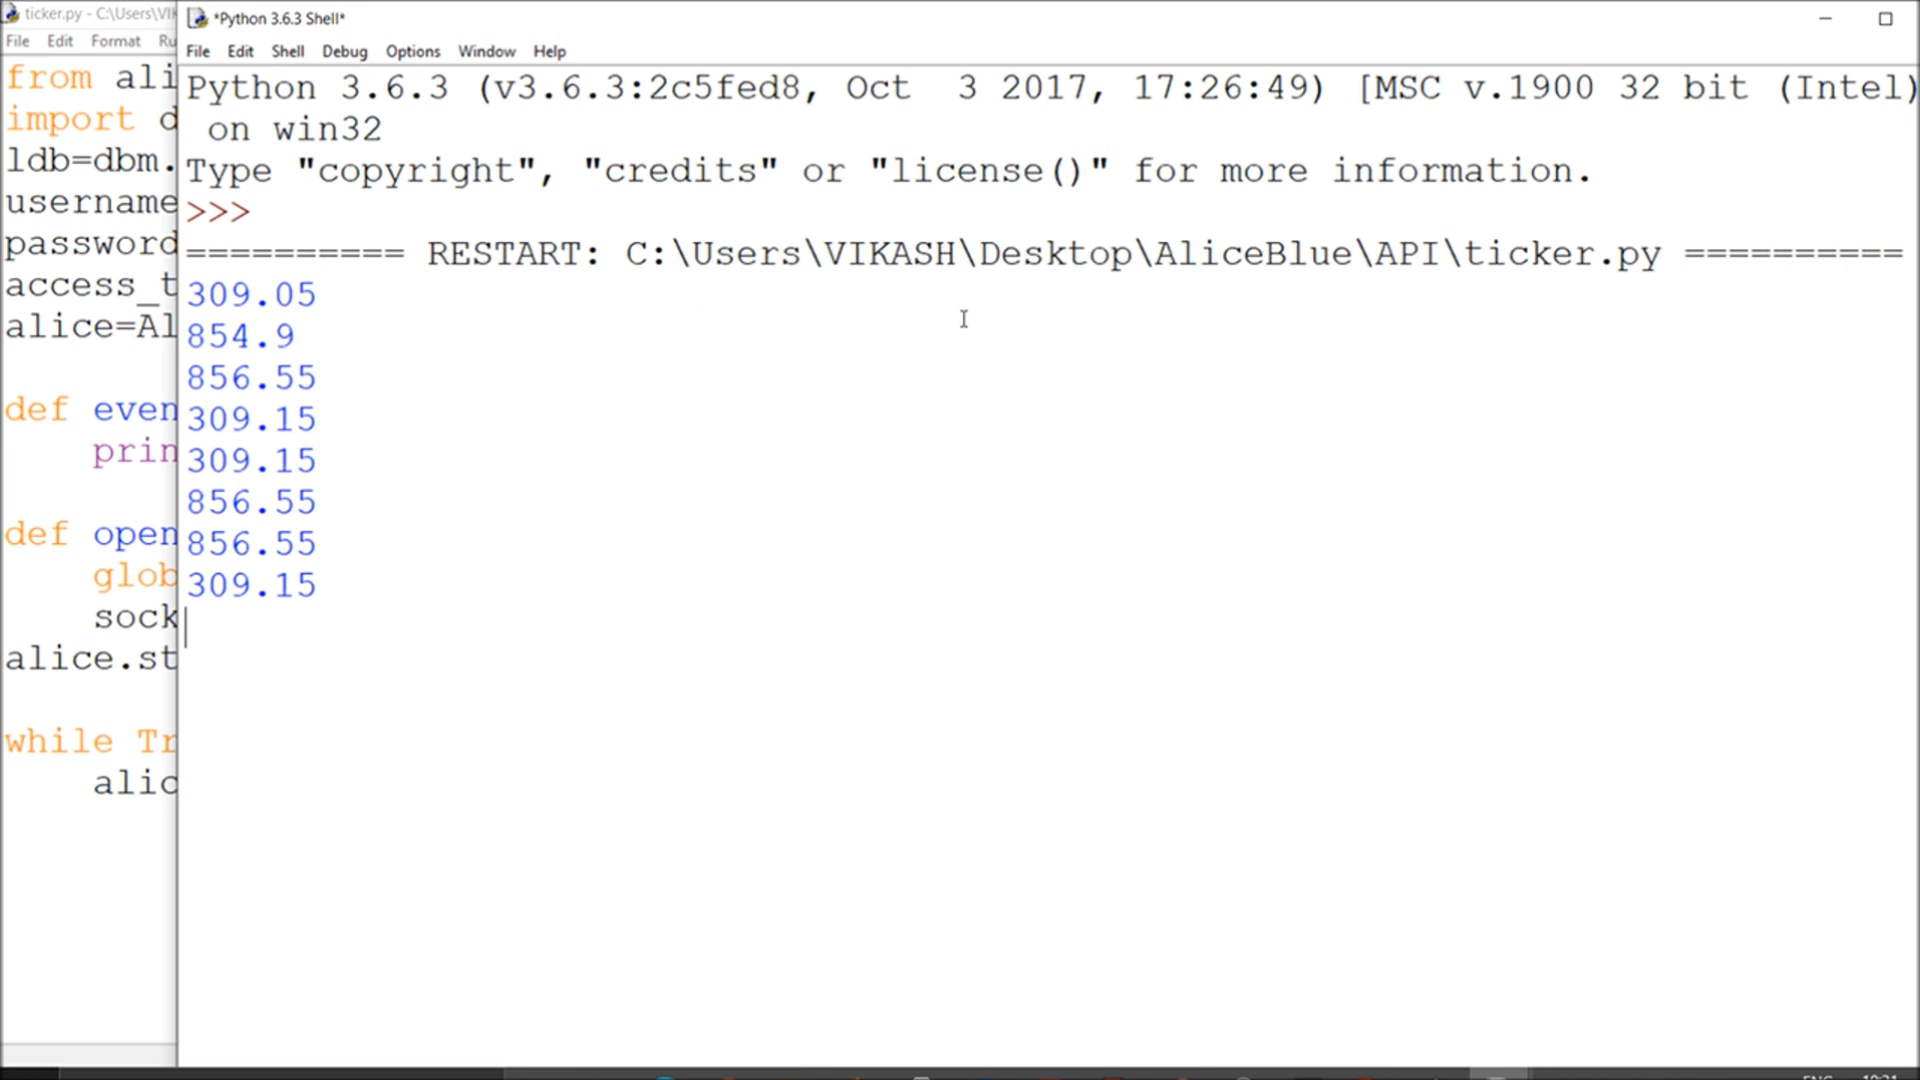 ticker.py - C:\Users\VI
File Edit Format Ru
from ali
import d
ldb=dbm.
username
password
access_t
alice=Al
def even
prin
def open
glob
sock
alice.st
while Tr
alic
*Python 3.6.3 Shell*
File Edit Shell Debug Options Window Help
Python 3.6.3 (v3.6.3:2c5fed8, Oct  3 2017, 17:26:49) [MSC v.1900 32 bit (Intel)
on win32
Type "copyright", "credits" or "license()" for more information.
>>>
========== RESTART: C:\Users\VIKASH\Desktop\AliceBlue\API\ticker.py ==========
309.05
854.9
856.55
309.15
309.15
856.55
856.55
309.15